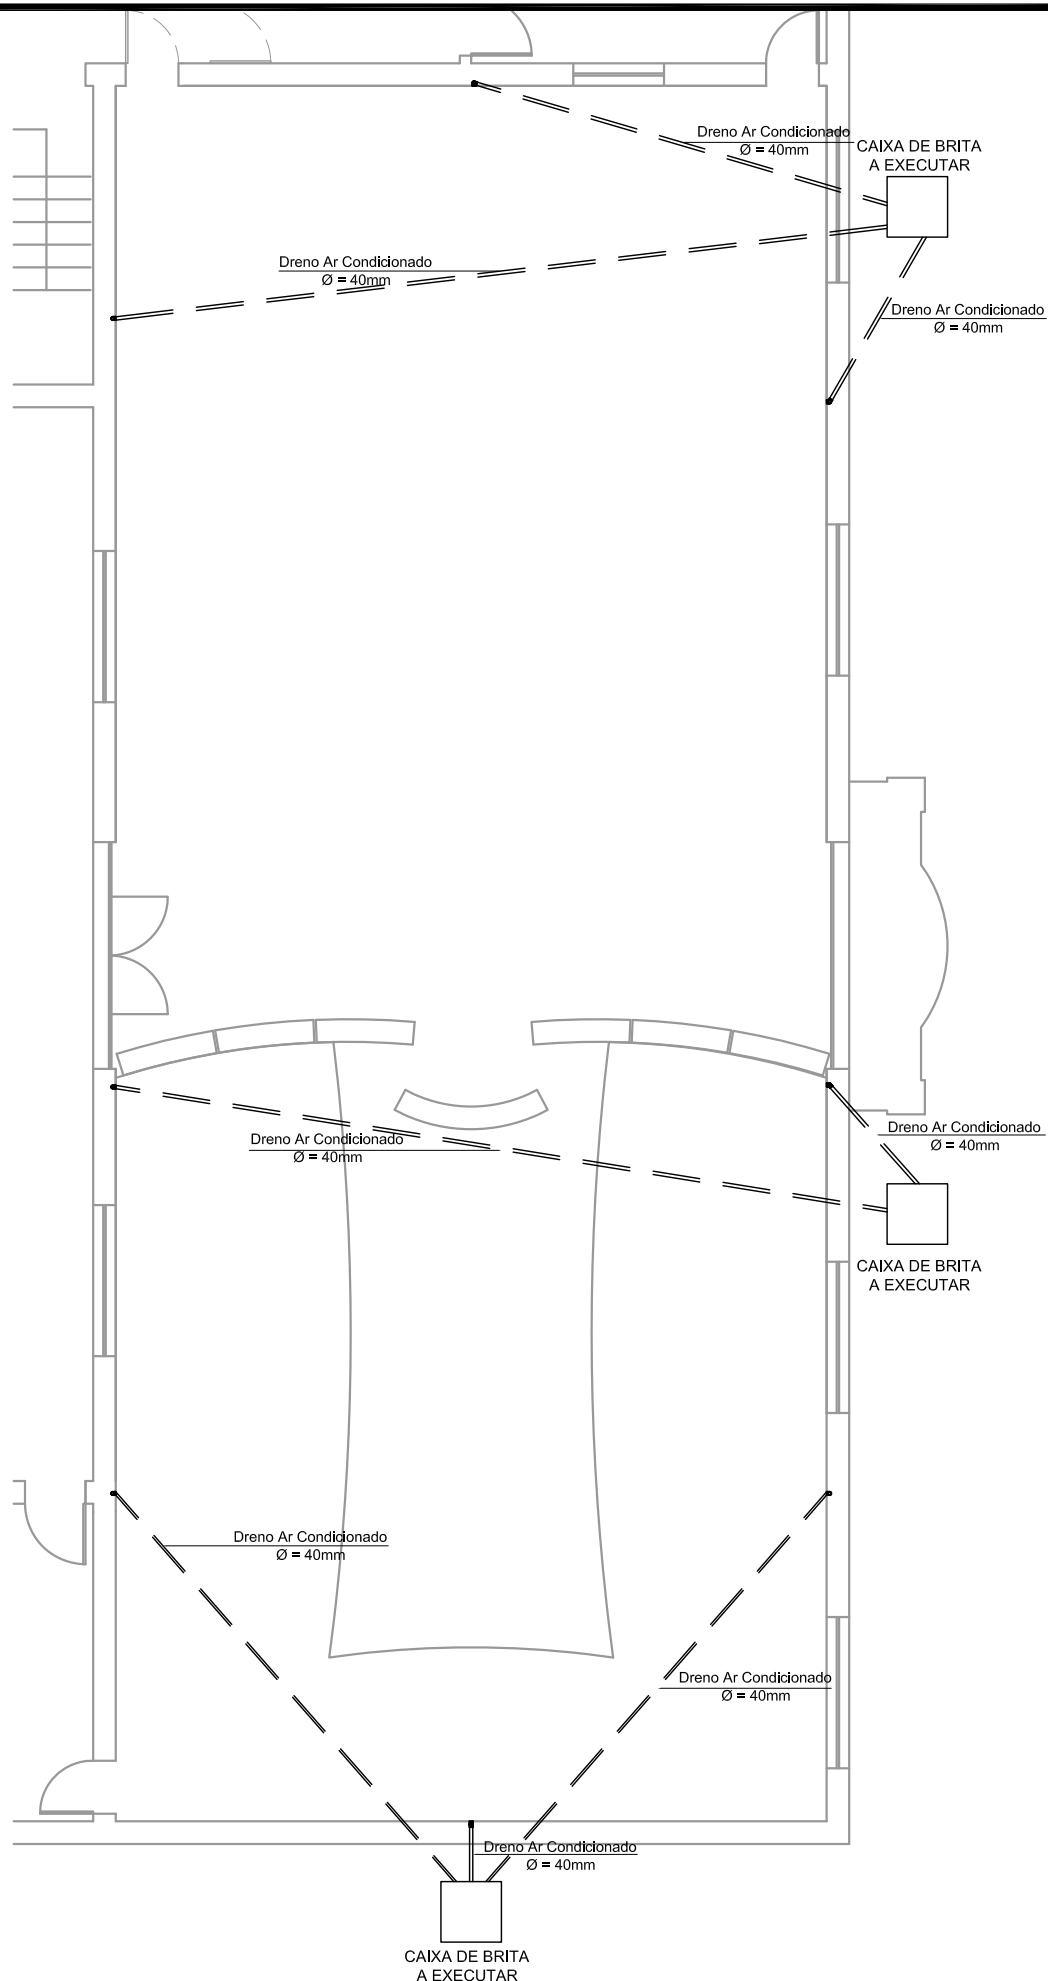 Dreno Ar Condicionado
Ø = 40mm
CAIXA DE BRITA
A EXECUTAR
Dreno Ar Condicionado
Ø = 40mm
Dreno Ar Condicionado
Ø = 40mm
Dreno Ar Condicionado
Ø = 40mm
Dreno Ar Condicionado
Ø = 40mm
CAIXA DE BRITA
A EXECUTAR
Dreno Ar Condicionado
Ø = 40mm
Dreno Ar Condicionado
Ø = 40mm
Dreno Ar Condicionado
Ø = 40mm
CAIXA DE BRITA
A EXECUTAR